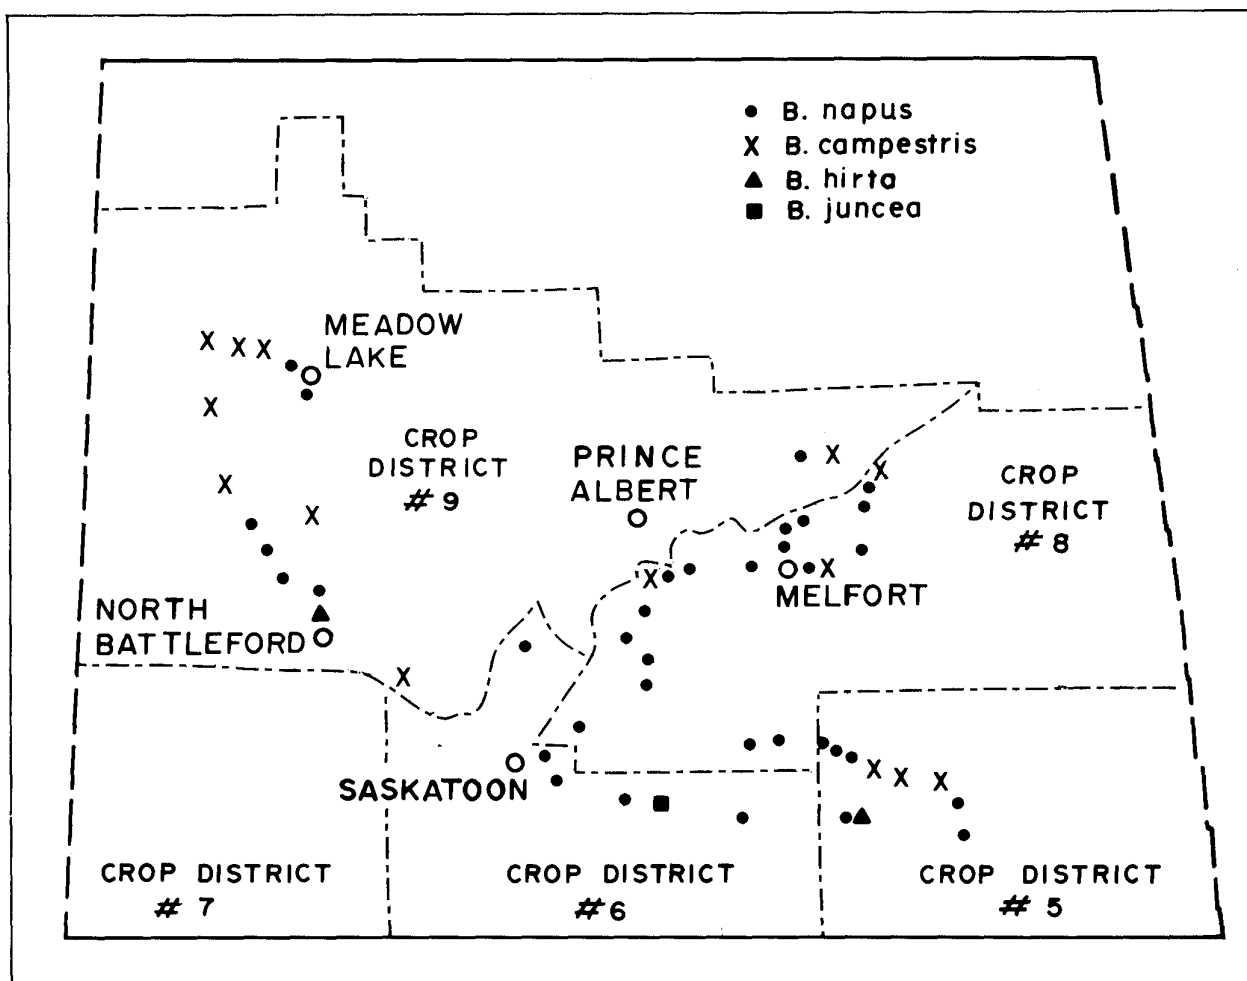 B. napus
X B. campestris
B. hirta
B. juncea
MEADOW
LAKE
CROP
DISTRICT
# 9
PRINCE
ALBERT
CROP
DISTRICT
# 8
MELFORT
NORTH
BATTLEFORD
SASKATOON
CROP DISTRICT
# 7
CROP DISTRICT
#6
CROP DISTRICT
# 5